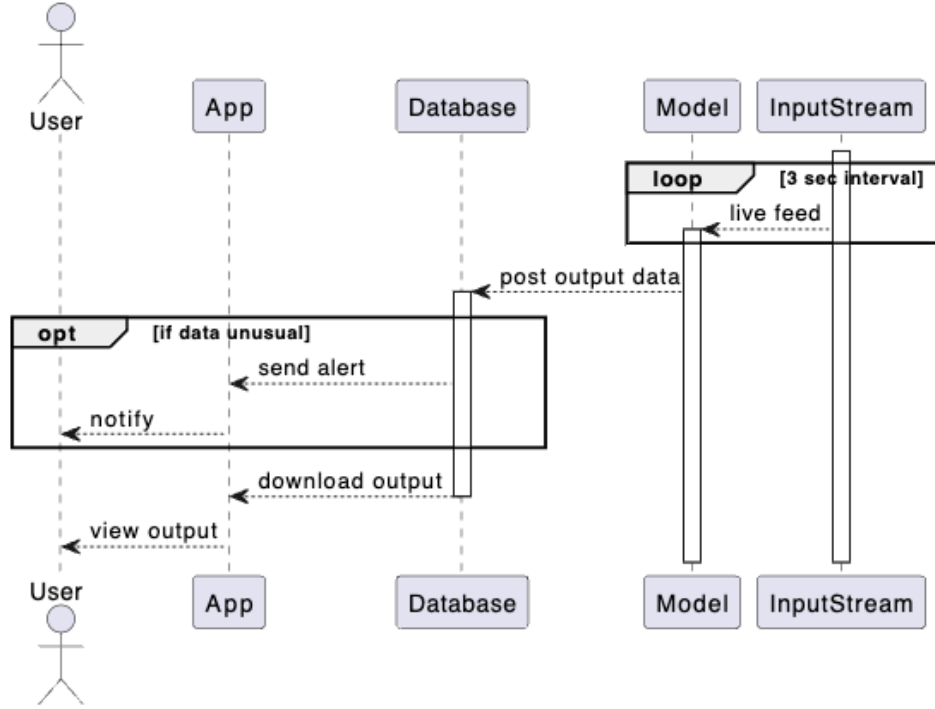 User
App
Database
Model
InputStream
loop
[3 sec interval]
live feed
post output data
opt
[if data unusual]
send alert
notify
download output
view output
User
App
Database
Model
InputStream